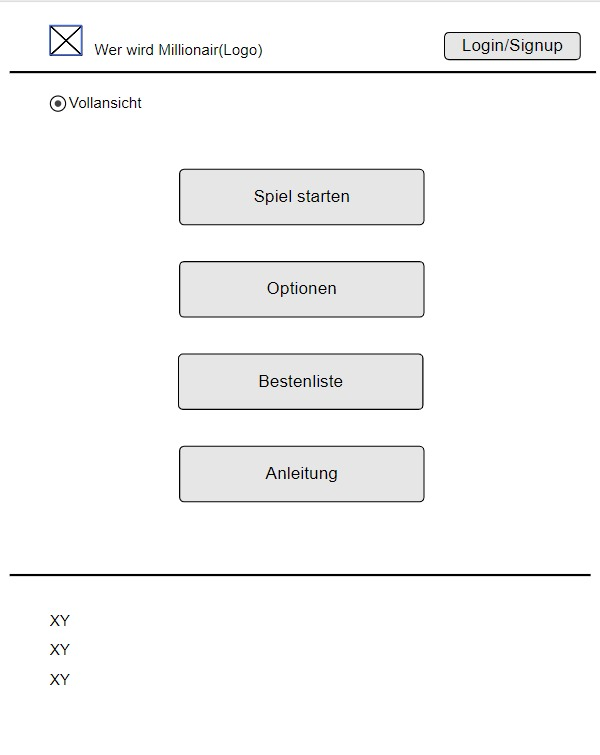 Wer wird Millionair(Logo)
Login/Signup
Vollansicht
Spiel starten
Optionen
Bestenliste
Anleitung
XY
XY
XY